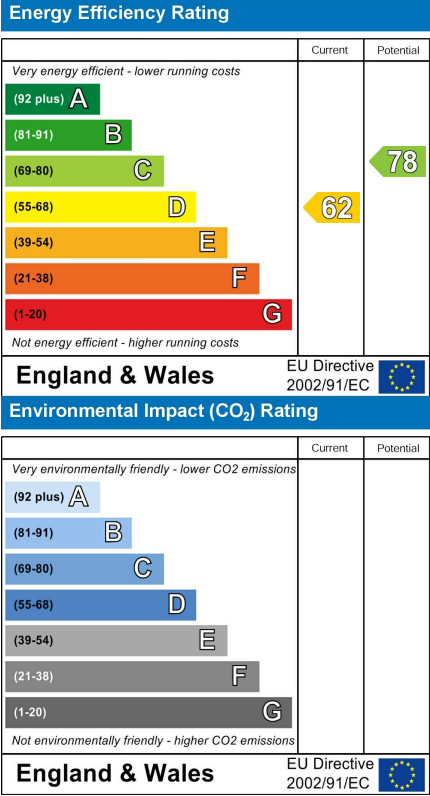 Energy Efficiency Rating
Current Potential
Very energy efficient - lower running costs
(92 plus) A
(81-91) B
(69-80) C
78
(55-68) D
62
(39-54) E
(21-38) F
(1-20) G
Not energy efficient - higher running costs
England & Wales
EU Directive
2002/91/EC
Environmental Impact (CO₂) Rating
Current Potential
Very environmentally friendly - lower CO2 emissions
(92 plus) A
(81-91) B
(69-80) C
(55-68) D
(39-54) E
(21-38) F
(1-20) G
Not environmentally friendly - higher CO2 emissions
England & Wales
EU Directive
2002/91/EC